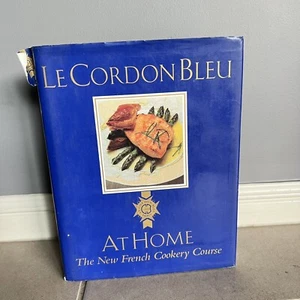 LE CORDON BLEU
AT HOME
The New French Cookery Course